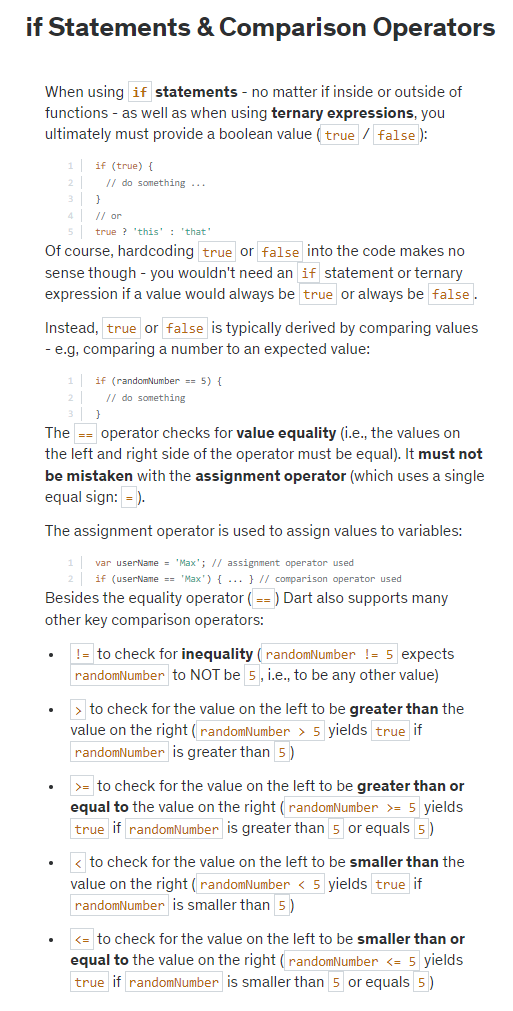 if Statements & Comparison Operators
When using if statements - no matter if inside or outside of
functions - as well as when using ternary expressions, you
ultimately must provide a boolean value ( true / false ):
1 if (true) {
2 // do something ...
3 }
4 // or
5 true ? 'this' : 'that'
Of course, hardcoding true or false into the code makes no
sense though - you wouldn't need an if statement or ternary
expression if a value would always be true or always be false .
Instead, true or false is typically derived by comparing values
- e.g, comparing a number to an expected value:
1 if (randomNumber == 5) {
2 // do something
3 }
The == operator checks for value equality (i.e., the values on
the left and right side of the operator must be equal). It must not
be mistaken with the assignment operator (which uses a single
equal sign: = ).
The assignment operator is used to assign values to variables:
1 var userName = 'Max'; // assignment operator used
2 if (userName == 'Max') { ... } // comparison operator used
Besides the equality operator ( == ) Dart also supports many
other key comparison operators:
• != to check for inequality ( randomNumber != 5 expects
randomNumber to NOT be 5 , i.e., to be any other value)
• > to check for the value on the left to be greater than the
value on the right ( randomNumber > 5 yields true if
randomNumber is greater than 5 )
• >= to check for the value on the left to be greater than or
equal to the value on the right ( randomNumber >= 5 yields
true if randomNumber is greater than 5 or equals 5 )
• < to check for the value on the left to be smaller than the
value on the right ( randomNumber < 5 yields true if
randomNumber is smaller than 5 )
• <= to check for the value on the left to be smaller than or
equal to the value on the right ( randomNumber <= 5 yields
true if randomNumber is smaller than 5 or equals 5 )